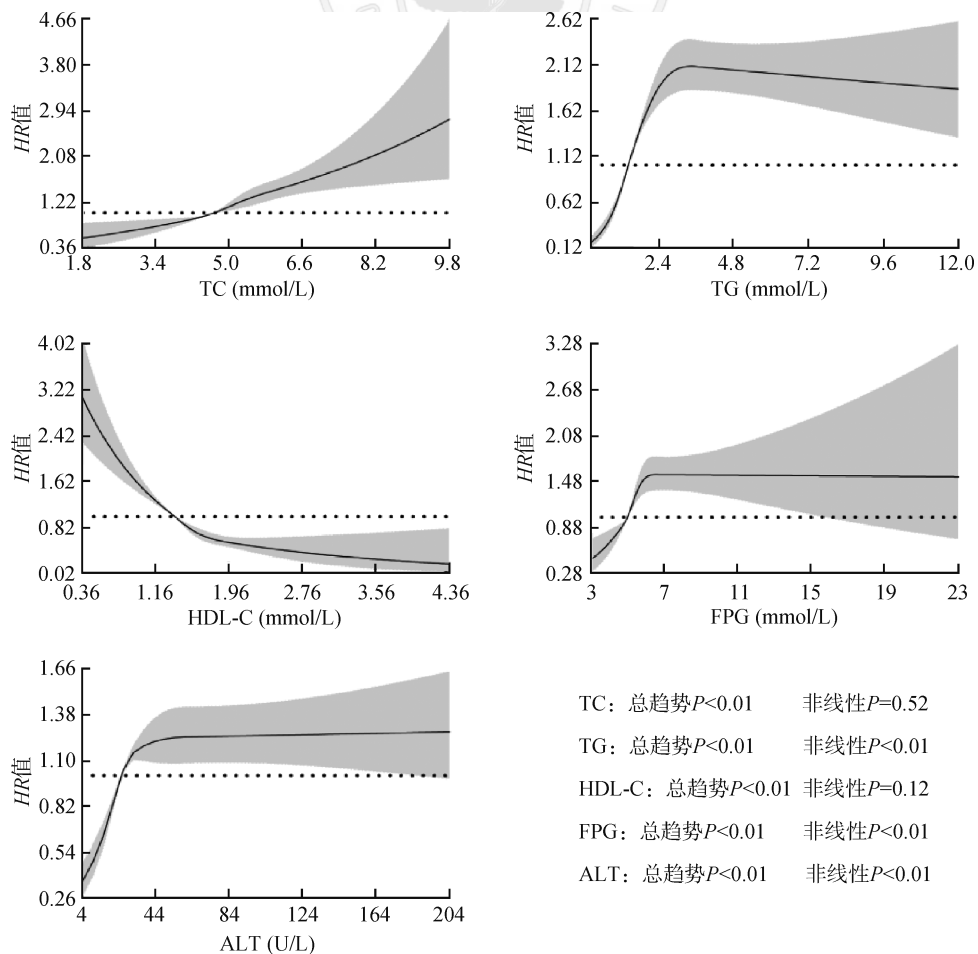 4.66
3.80
2.94
2.08
1.22
0.36
HR值
1.8 3.4 5.0 6.6 8.2 9.8
TC (mmol/L)
2.62
2.12
1.62
1.12
0.62
0.12
HR值
2.4 4.8 7.2 9.6 12.0
TG (mmol/L)
4.02
3.22
2.42
1.62
0.82
0.02
HR值
0.36 1.16 1.96 2.76 3.56 4.36
HDL-C (mmol/L)
3.28
2.68
2.08
1.48
0.88
0.28
HR值
3 7 11 15 19 23
FPG (mmol/L)
1.66
1.38
1.10
0.82
0.54
0.26
HR值
4 44 84 124 164 204
ALT (U/L)
TC：总趋势P<0.01 非线性P=0.52
TG：总趋势P<0.01 非线性P<0.01
HDL-C：总趋势P<0.01 非线性P=0.12
FPG：总趋势P<0.01 非线性P<0.01
ALT：总趋势P<0.01 非线性P<0.01